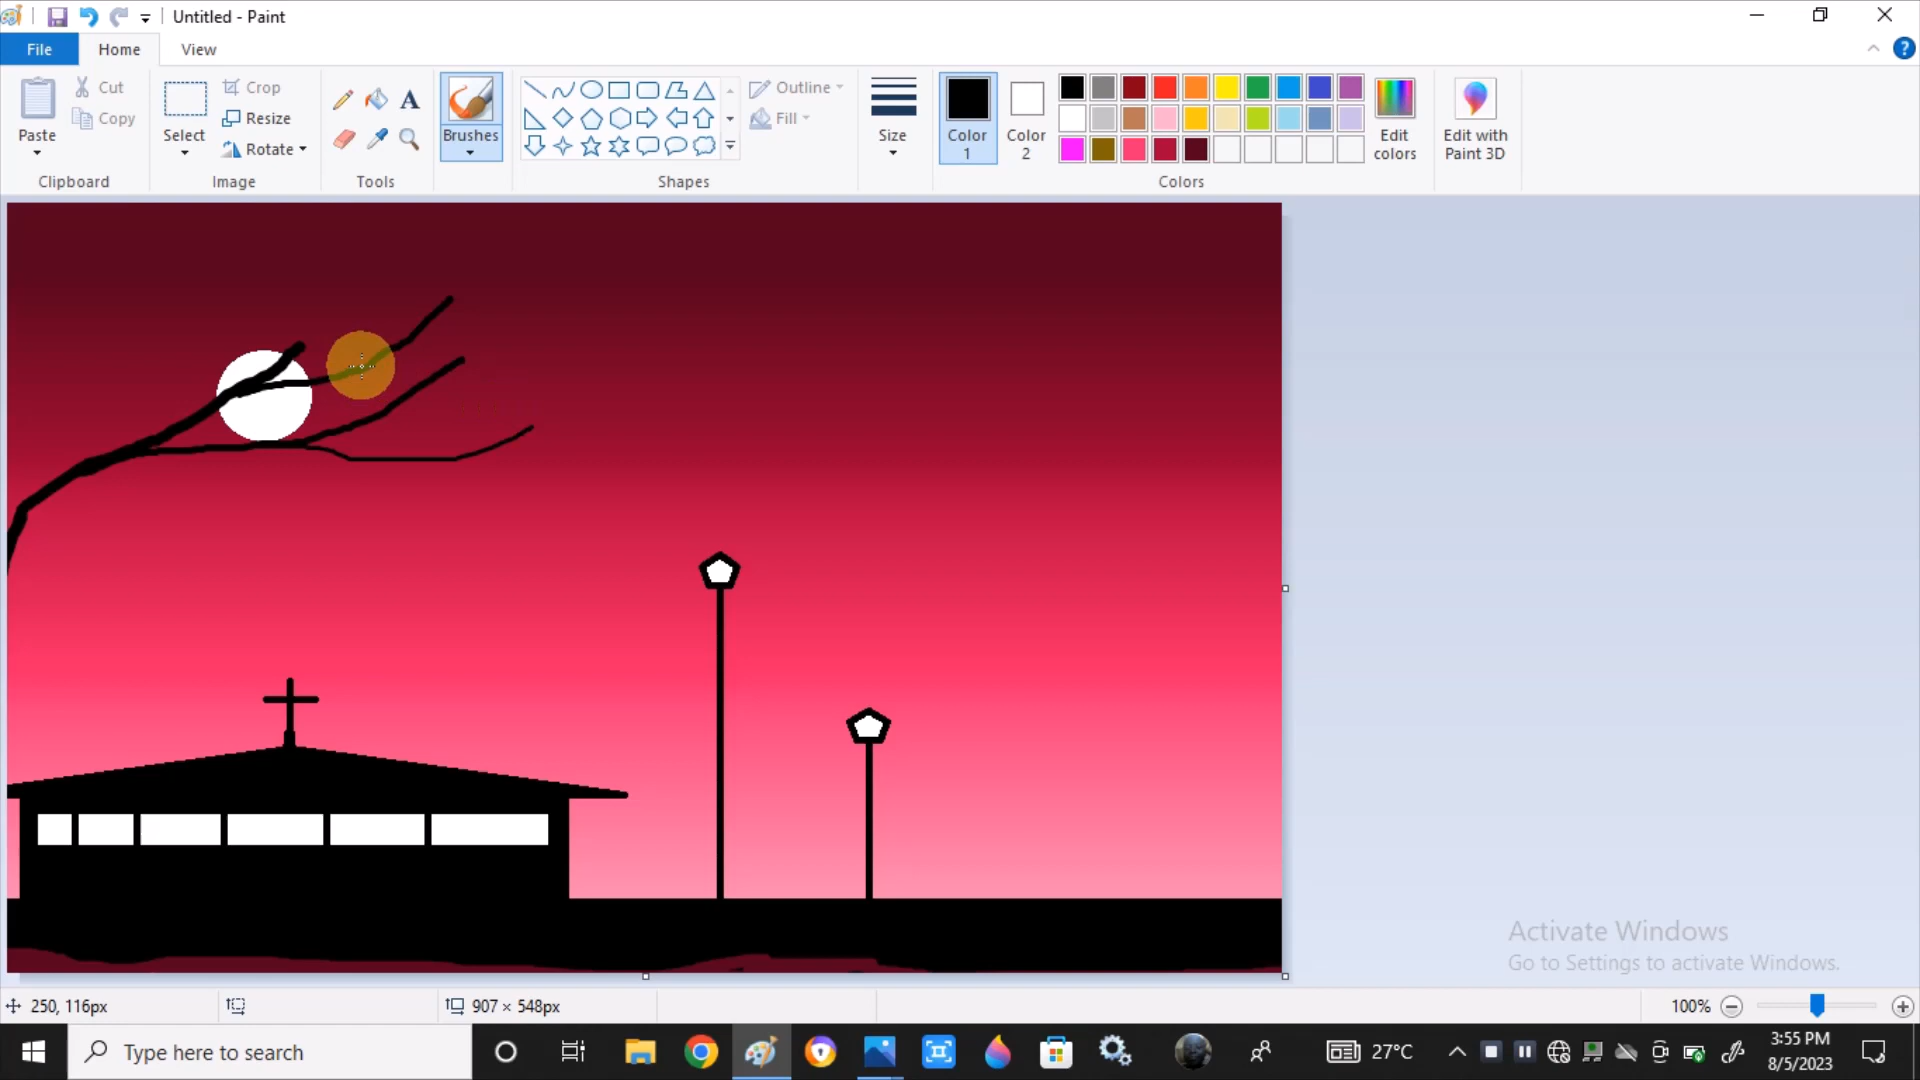 Untitled - Paint
File Home View
Paste
Cut
Copy
Clipboard
Select
Crop
Resize
Rotate
Image
A
Tools
Brushes
Shapes
Outline
Fill
Size
Color 1
Color 2
Colors
Edit colors
Edit with Paint 3D
?
Activate Windows
Go to Settings to activate Windows.
250, 116px
907 × 548px
100%
Type here to search
27°C
3:55 PM
8/5/2023